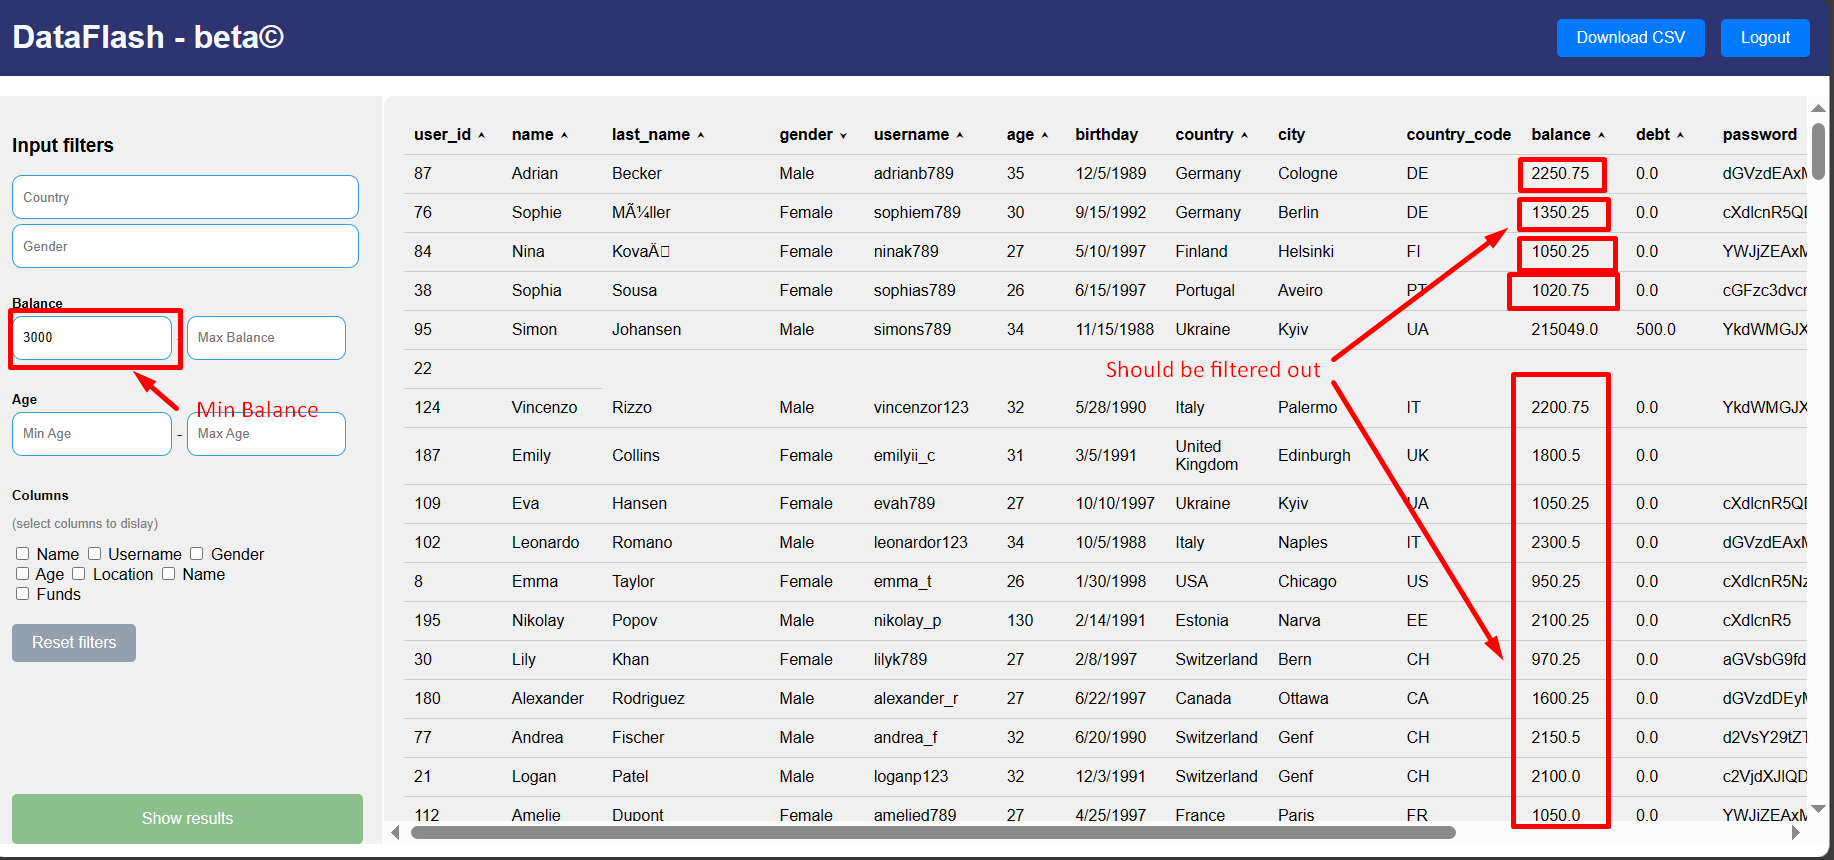 DataFlash - beta©
Download CSV
Logout
Input filters
Country
Gender
Balance
3000
-
Max Balance
Min Balance
Age
Min Age
-
Max Age
Columns
(select columns to dislay)
Name Username Gender
Age Location Name
Funds
Reset filters
Show results
user_id name last_name gender username age birthday country city country_code balance debt password
87 Adrian Becker Male adrianb789 35 12/5/1989 Germany Cologne DE 2250.75 0.0 dGVzdEAxM
76 Sophie MÃ¼ller Female sophiem789 30 9/15/1992 Germany Berlin DE 1350.25 0.0 cXdlcnR5QD
84 Nina KovaÄ Female ninak789 27 5/10/1997 Finland Helsinki FI 1050.25 0.0 YWJjZEAxM
38 Sophia Sousa Female sophias789 26 6/15/1997 Portugal Aveiro PT 1020.75 0.0 cGFzc3dvcr
95 Simon Johansen Male simons789 34 11/15/1988 Ukraine Kyiv UA 215049.0 500.0 YkdWMGJX
22
Should be filtered out
124 Vincenzo Rizzo Male vincenzor123 32 5/28/1990 Italy Palermo IT 2200.75 0.0 YkdWMGJX
187 Emily Collins Female emilyii_c 31 3/5/1991 United Kingdom Edinburgh UK 1800.5 0.0
109 Eva Hansen Female evah789 27 10/10/1997 Ukraine Kyiv UA 1050.25 0.0 cXdlcnR5QD
102 Leonardo Romano Male leonardor123 34 10/5/1988 Italy Naples IT 2300.5 0.0 dGVzdEAxM
8 Emma Taylor Female emma_t 26 1/30/1998 USA Chicago US 950.25 0.0 cXdlcnR5Nz
195 Nikolay Popov Male nikolay_p 130 2/14/1991 Estonia Narva EE 2100.25 0.0 cXdlcnR5
30 Lily Khan Female lilyk789 27 2/8/1997 Switzerland Bern CH 970.25 0.0 aGVsbG9fd
180 Alexander Rodriguez Male alexander_r 27 6/22/1997 Canada Ottawa CA 1600.25 0.0 dGVzdDEyM
77 Andrea Fischer Male andrea_f 32 6/20/1990 Switzerland Genf CH 2150.5 0.0 d2VsY29tZT
21 Logan Patel Male loganp123 32 12/3/1991 Switzerland Genf CH 2100.0 0.0 c2VjdXJlQD
112 Amelie Dupont Female amelied789 27 4/25/1997 France Paris FR 1050.0 0.0 YWJjZEAxM